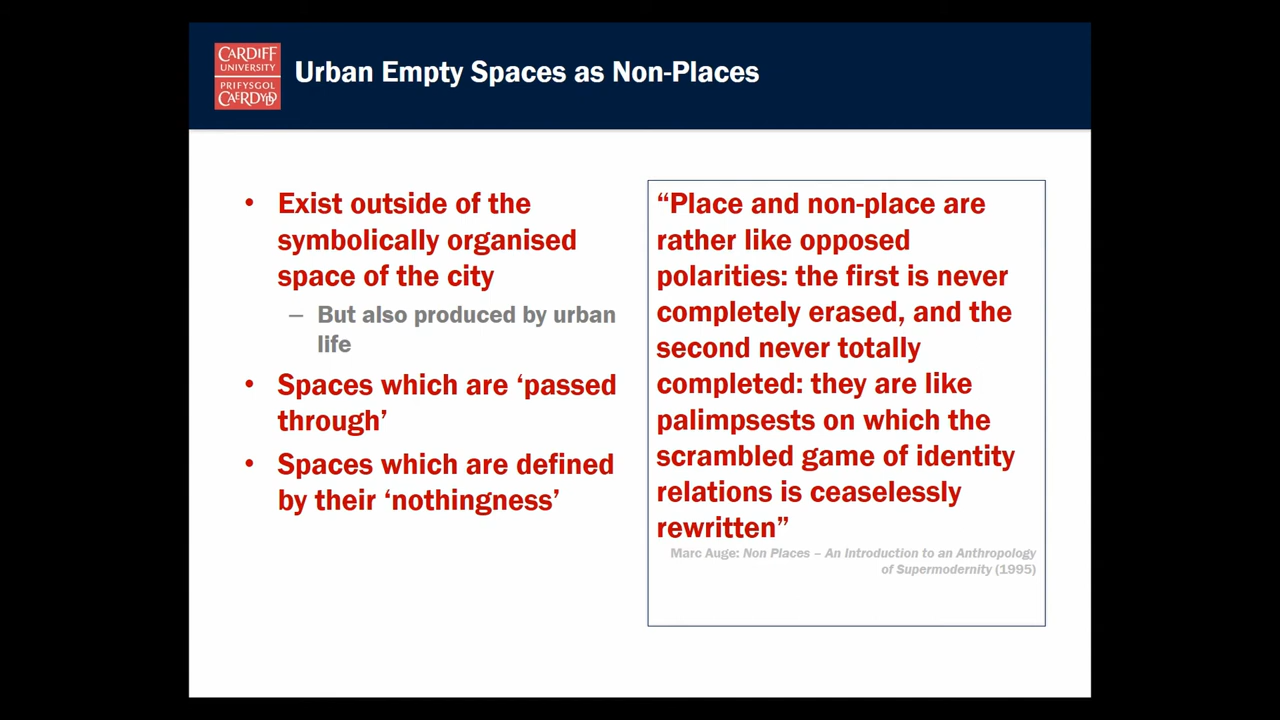 CARDIFF
UNIVERSITY
PRIFYSGOL
CAERDYDD
Urban Empty Spaces as Non-Places
• Exist outside of the
symbolically organised
space of the city
– But also produced by urban
life
• Spaces which are ‘passed
through’
• Spaces which are defined
by their ‘nothingness’
“Place and non-place are
rather like opposed
polarities: the first is never
completely erased, and the
second never totally
completed: they are like
palimpsests on which the
scrambled game of identity
relations is ceaselessly
rewritten”
Marc Auge: Non Places – An Introduction to an Anthropology
of Supermodernity (1995)